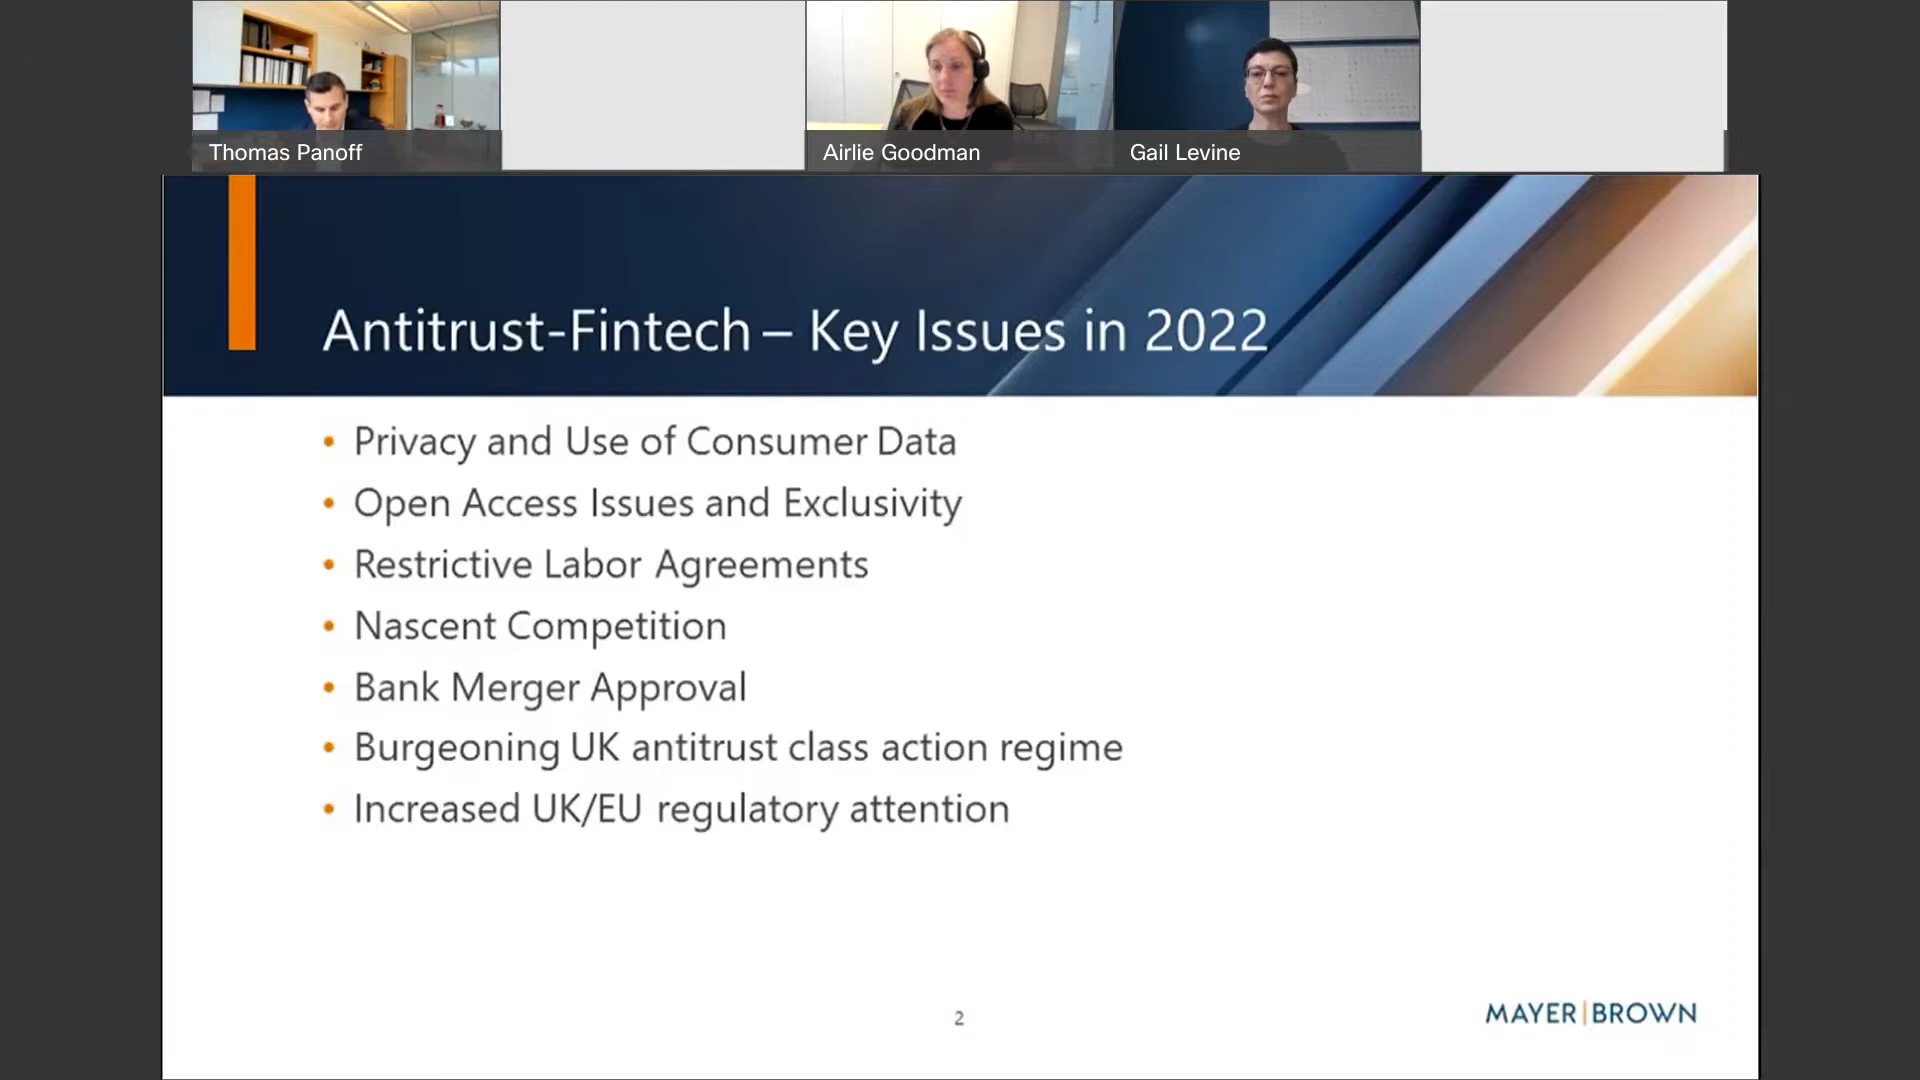 Thomas Panoff
Airlie Goodman
Gail Levine
Antitrust-Fintech – Key Issues in 2022
• Privacy and Use of Consumer Data
• Open Access Issues and Exclusivity
• Restrictive Labor Agreements
• Nascent Competition
• Bank Merger Approval
• Burgeoning UK antitrust class action regime
• Increased UK/EU regulatory attention
2
MAYER|BROWN